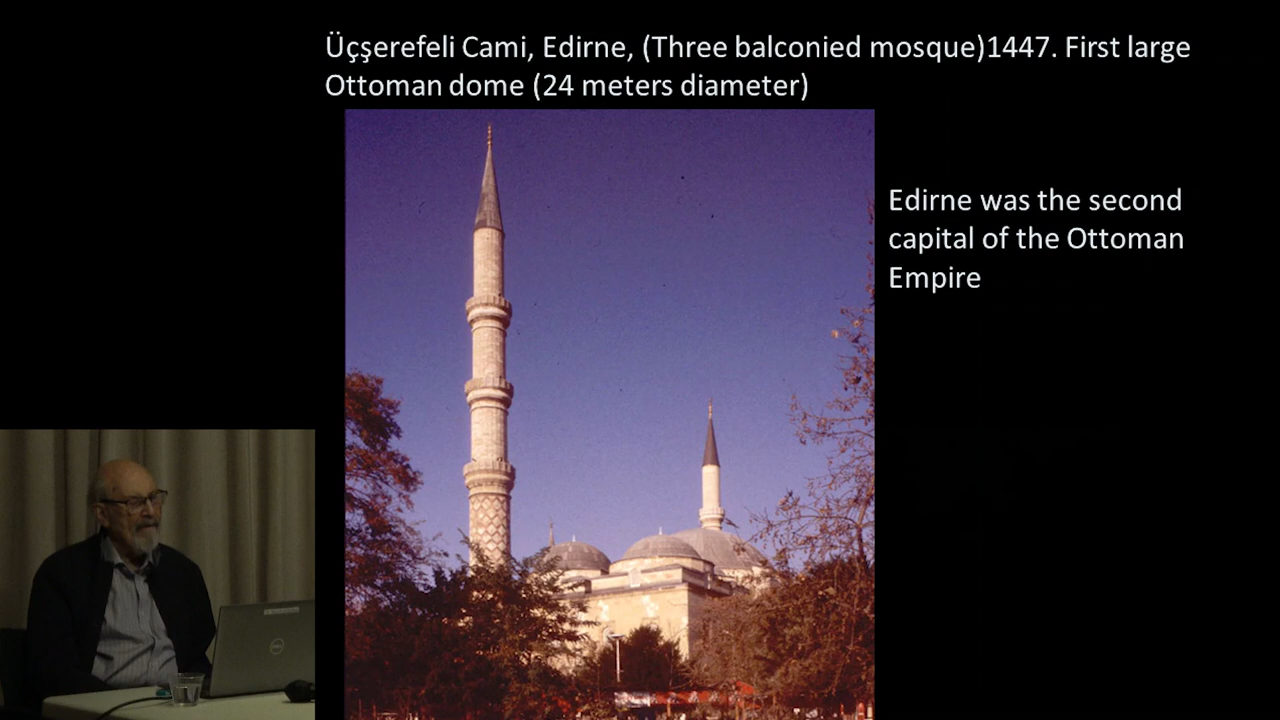 Üçşerefeli Cami, Edirne, (Three balconied mosque)1447. First large
Ottoman dome (24 meters diameter)
Edirne was the second
capital of the Ottoman
Empire
DELL